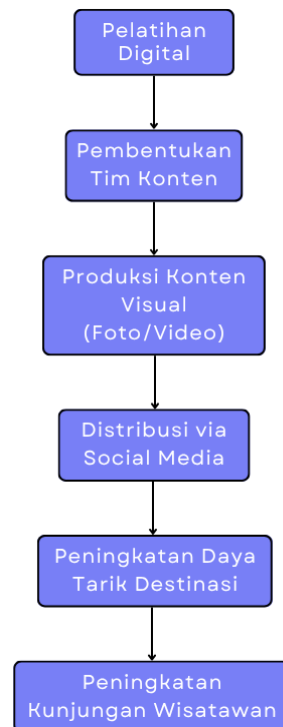 Pelatihan
Digital
Pembentukan
Tim Konten
Produksi Konten
Visual
(Foto/Video)
Distribusi via
Social Media
Peningkatan Daya
Tarik Destinasi
Peningkatan
Kunjungan Wisatawan